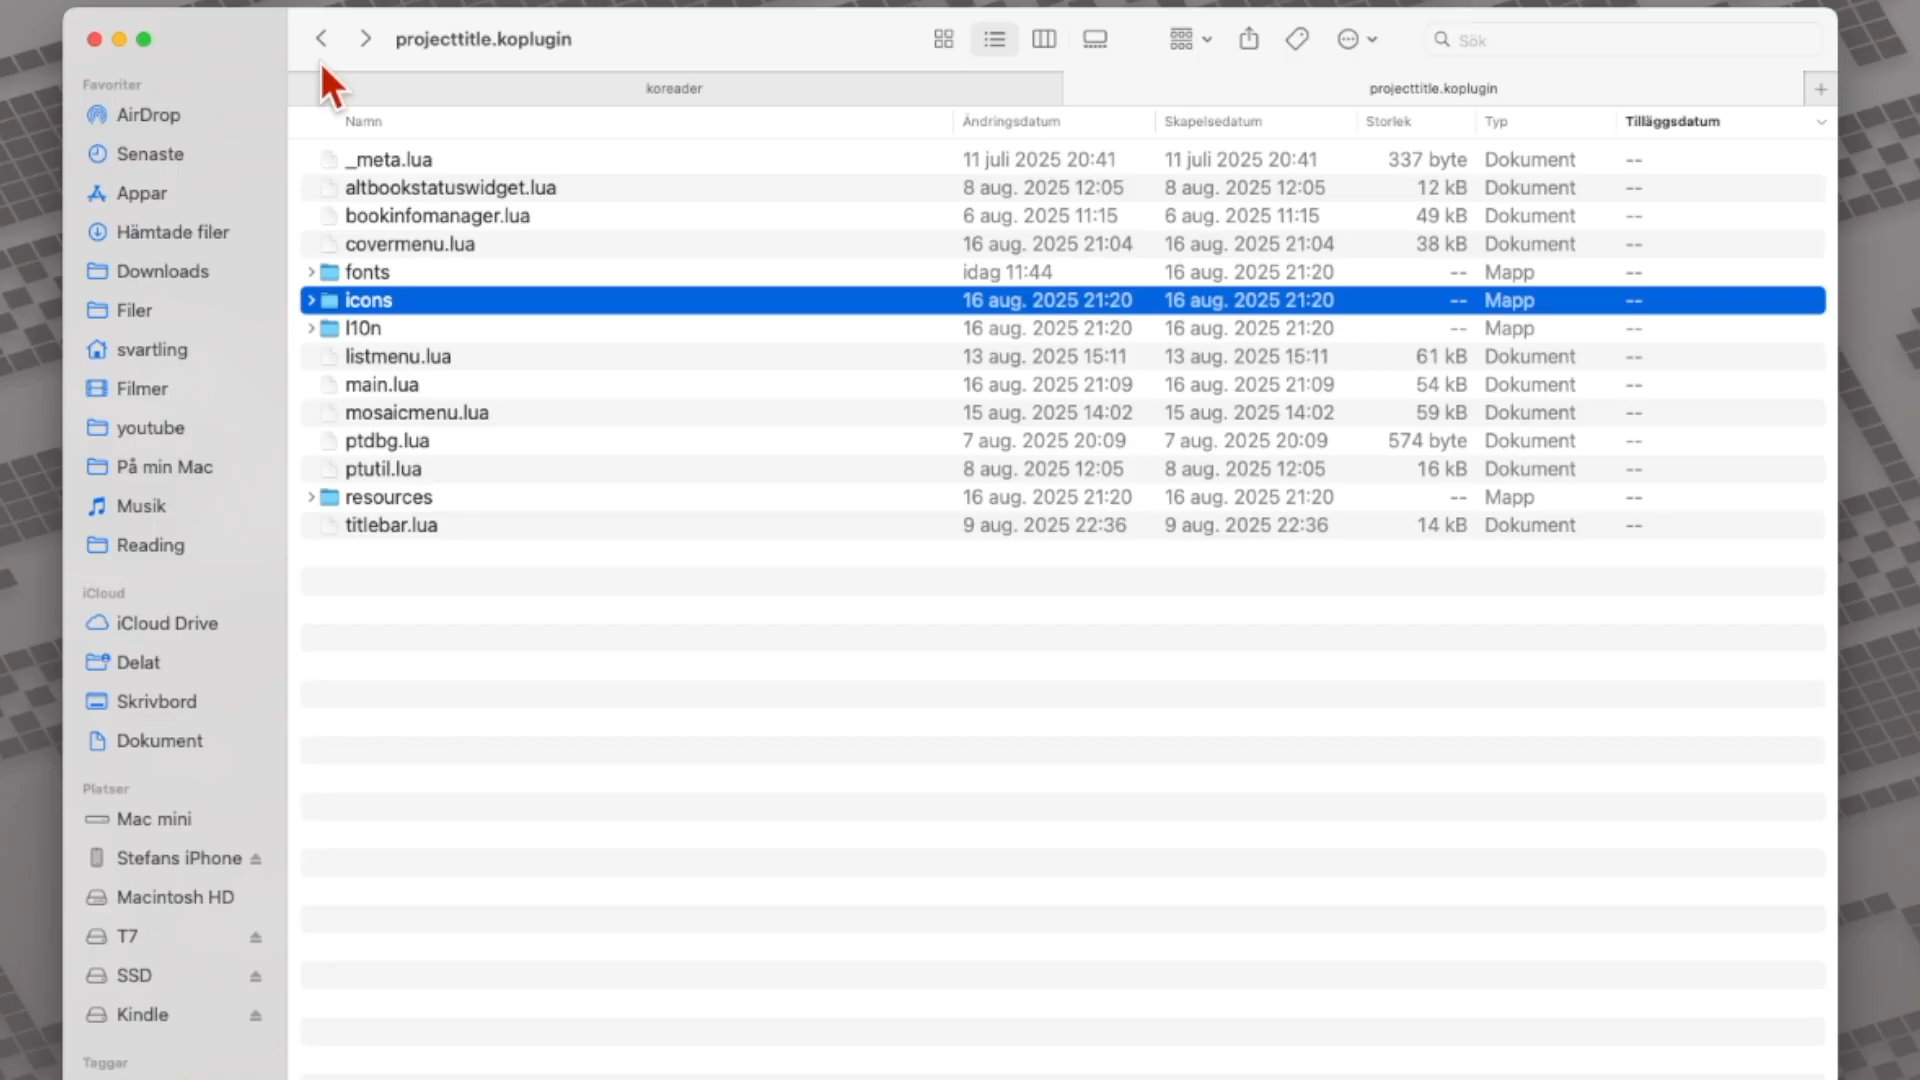 projecttitle.koplugin
Sök
koreader
projecttitle.koplugin
Favoriter
AirDrop
Senaste
Appar
Hämtade filer
Downloads
Filer
svartling
Filmer
youtube
På min Mac
Musik
Reading
iCloud
iCloud Drive
Delat
Skrivbord
Dokument
Platser
Mac mini
Stefans iPhone
Macintosh HD
T7
SSD
Kindle
Taggar
Namn Ändringsdatum Skapelsedatum Storlek Typ Tilläggsdatum
_meta.lua 11 juli 2025 20:41 11 juli 2025 20:41 337 byte Dokument --
altbookstatuswidget.lua 8 aug. 2025 12:05 8 aug. 2025 12:05 12 kB Dokument --
bookinfomanager.lua 6 aug. 2025 11:15 6 aug. 2025 11:15 49 kB Dokument --
covermenu.lua 16 aug. 2025 21:04 16 aug. 2025 21:04 38 kB Dokument --
fonts idag 11:44 16 aug. 2025 21:20 -- Mapp --
icons 16 aug. 2025 21:20 16 aug. 2025 21:20 -- Mapp --
l10n 16 aug. 2025 21:20 16 aug. 2025 21:20 -- Mapp --
listmenu.lua 13 aug. 2025 15:11 13 aug. 2025 15:11 61 kB Dokument --
main.lua 16 aug. 2025 21:09 16 aug. 2025 21:09 54 kB Dokument --
mosaicmenu.lua 15 aug. 2025 14:02 15 aug. 2025 14:02 59 kB Dokument --
ptdbg.lua 7 aug. 2025 20:09 7 aug. 2025 20:09 574 byte Dokument --
ptutil.lua 8 aug. 2025 12:05 8 aug. 2025 12:05 16 kB Dokument --
resources 16 aug. 2025 21:20 16 aug. 2025 21:20 -- Mapp --
titlebar.lua 9 aug. 2025 22:36 9 aug. 2025 22:36 14 kB Dokument --